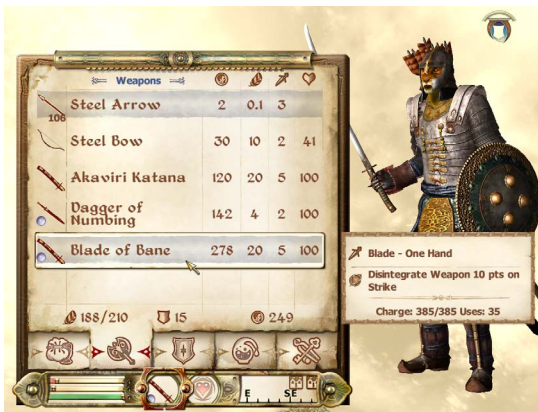 Weapons
Steel Arrow 2 0.1 3
106
Steel Bow 30 10 2 41
Akaviri Katana 120 20 5 100
Dagger of
Numbing 142 4 2 100
Blade of Bane 278 20 5 100
Blade - One Hand
Disintegrate Weapon 10 pts on
Strike
Charge: 385/385 Uses: 35
188/210 15 249
E SE